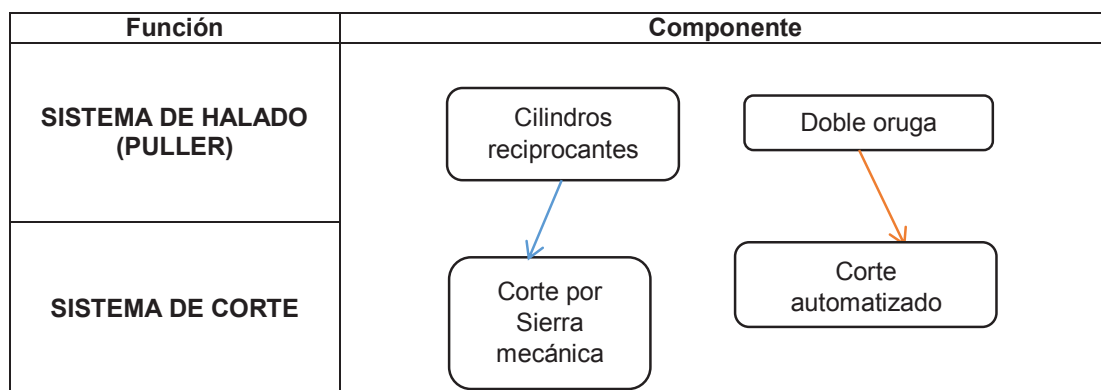 Función
Componente
SISTEMA DE HALADO
(PULLER)
Cilindros
reciprocantes
Doble oruga
SISTEMA DE CORTE
Corte por
Sierra
mecánica
Corte
automatizado